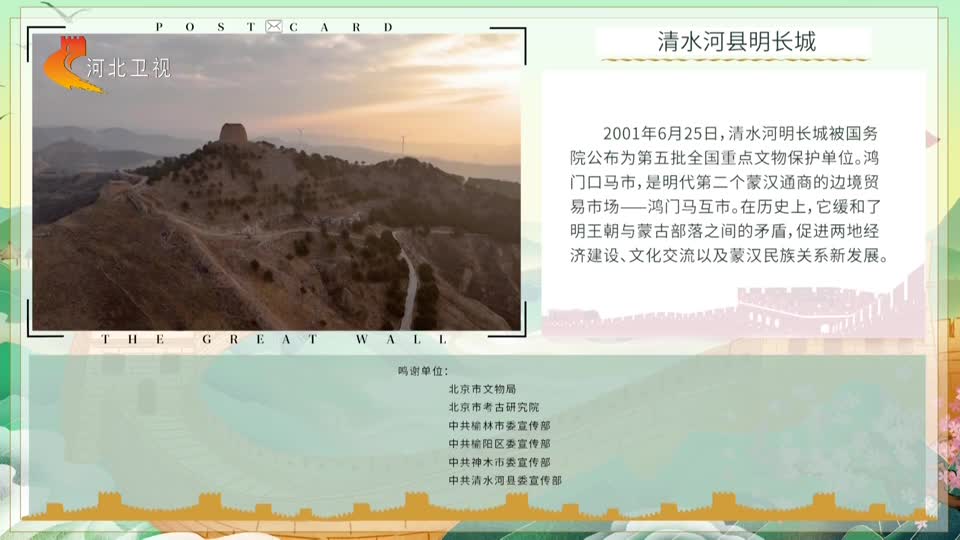 POSTCARD
河北卫视
清水河县明长城
2001年6月25日，清水河明长城被国务
院公布为第五批全国重点文物保护单位。鸿
门口马市，是明代第二个蒙汉通商的边境贸
易市场——鸿门马互市。在历史上，它缓和了
明王朝与蒙古部落之间的矛盾，促进两地经
济建设、文化交流以及蒙汉民族关系新发展。
THE GREAT WALL
鸣谢单位：
北京市文物局
北京市考古研究院
中共榆林市委宣传部
中共榆阳区委宣传部
中共神木市委宣传部
中共清水河县委宣传部